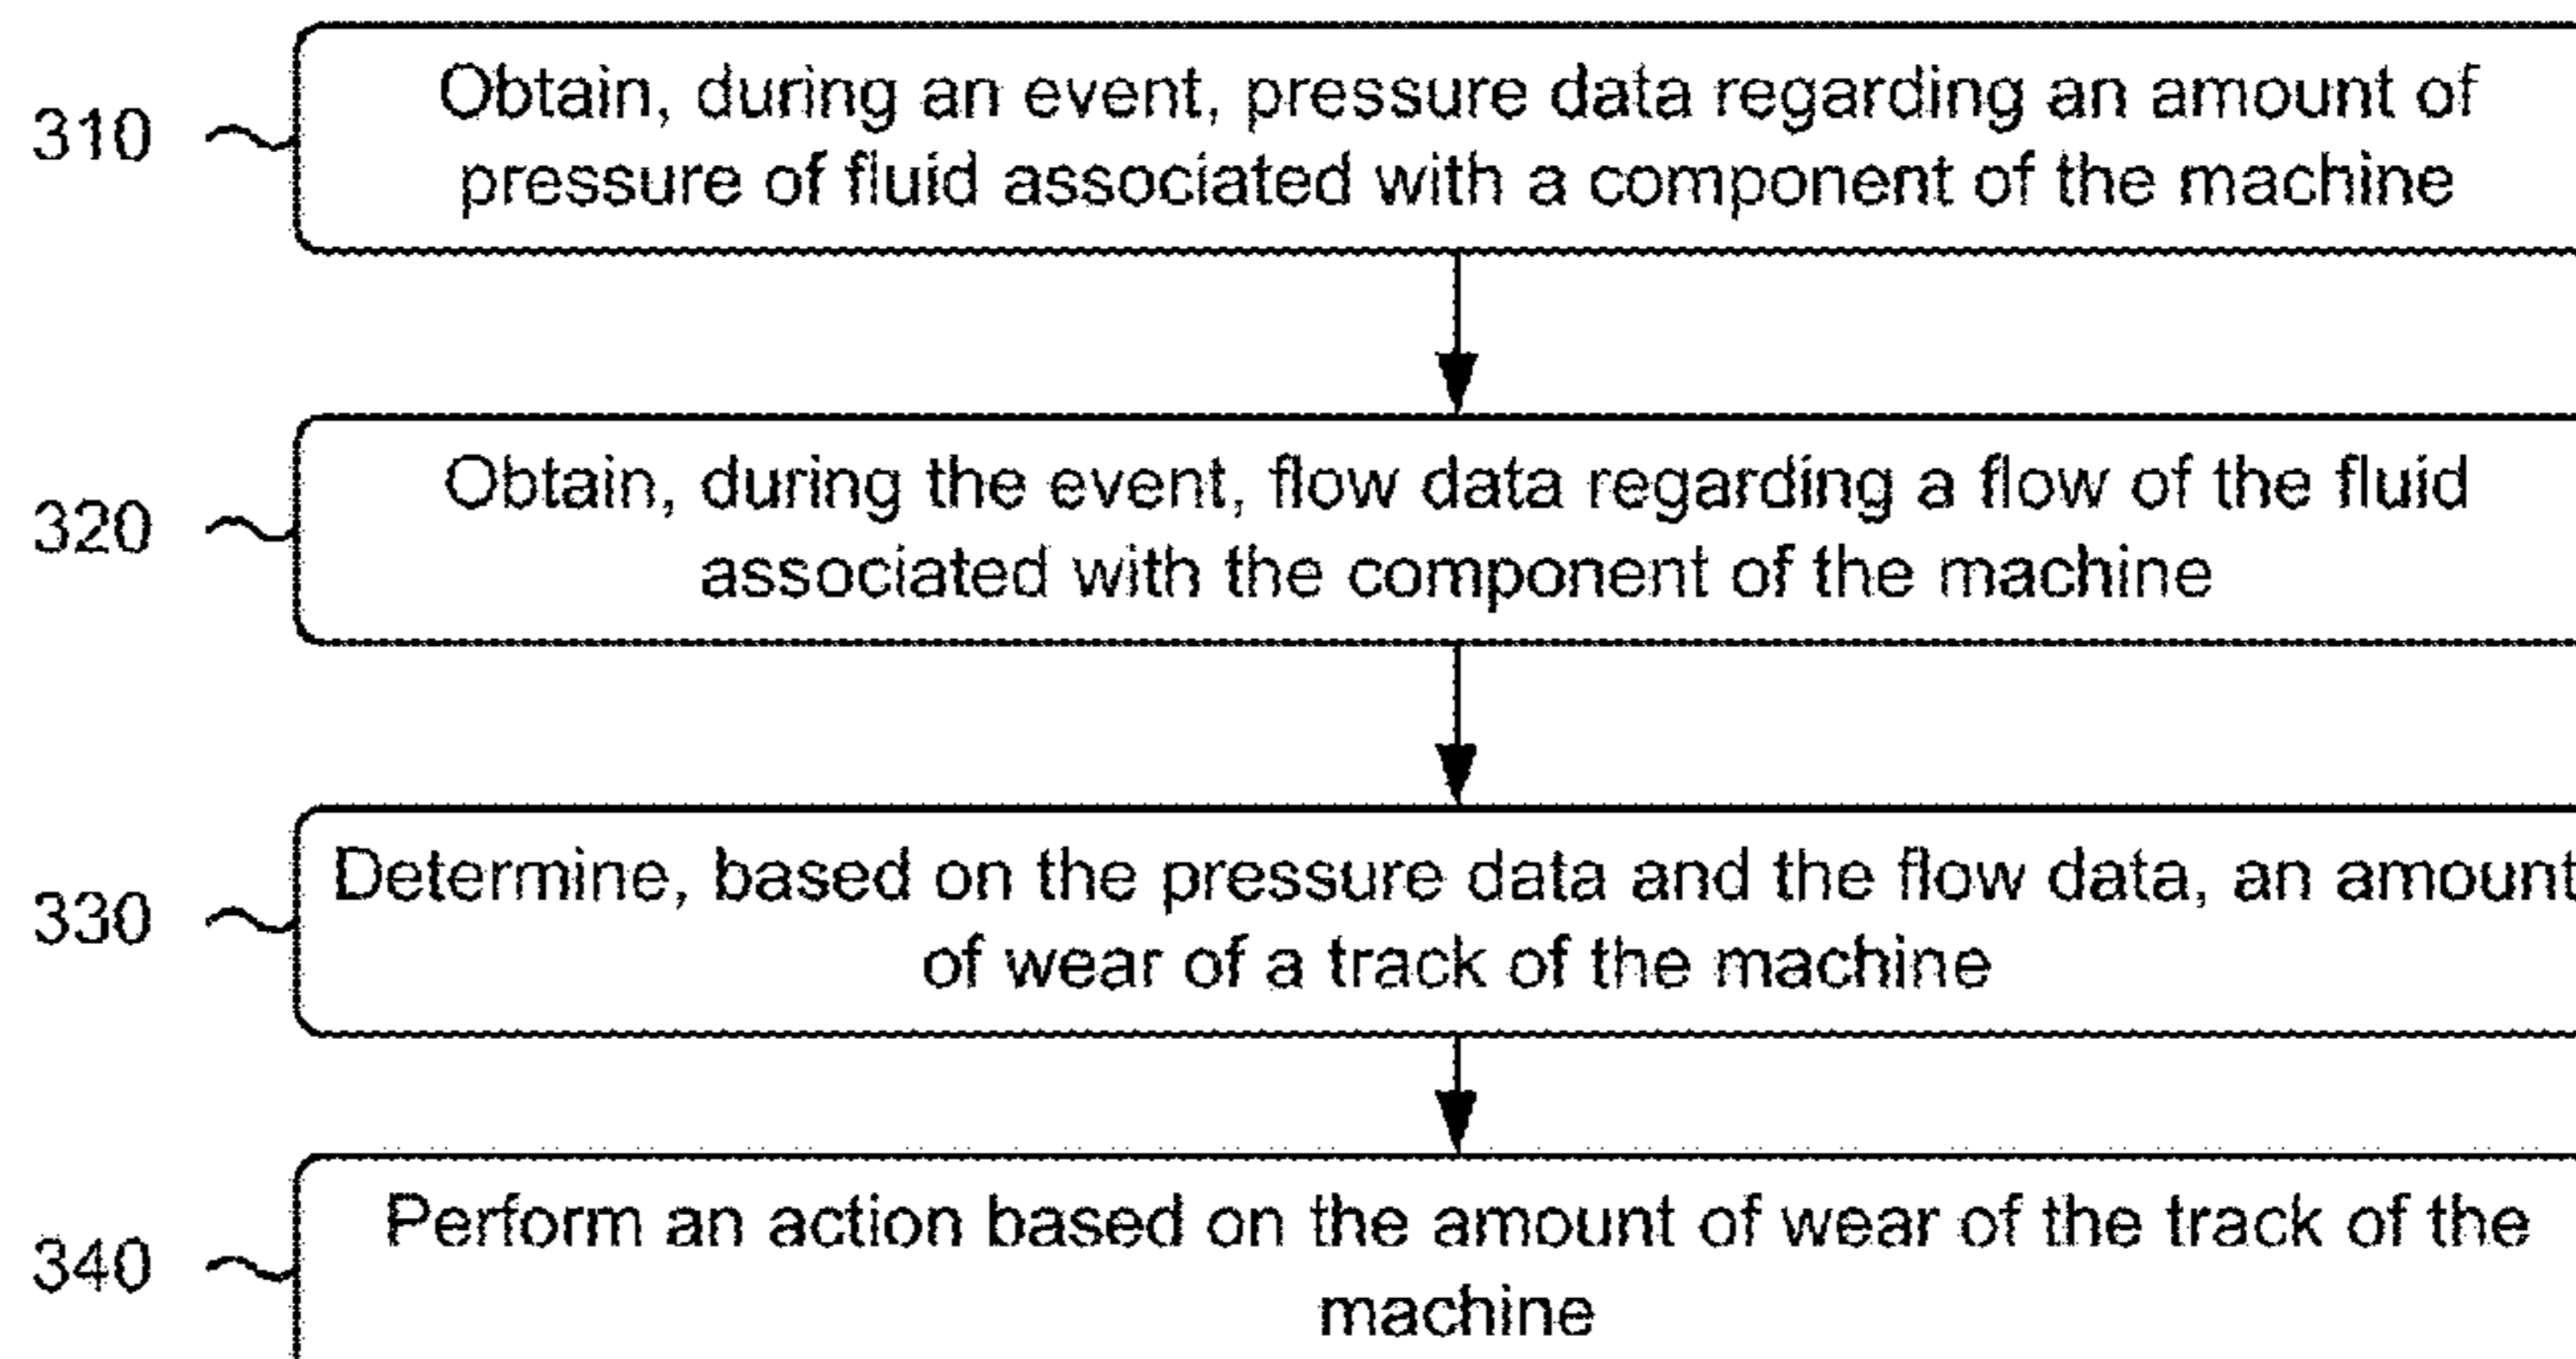 310
Obtain, during an event, pressure data regarding an amount of
pressure of fluid associated with a component of the machine
320
Obtain, during the event, flow data regarding a flow of the fluid
associated with the component of the machine
330
Determine, based on the pressure data and the flow data, an amount
of wear of a track of the machine
340
Perform an action based on the amount of wear of the track of the
machine